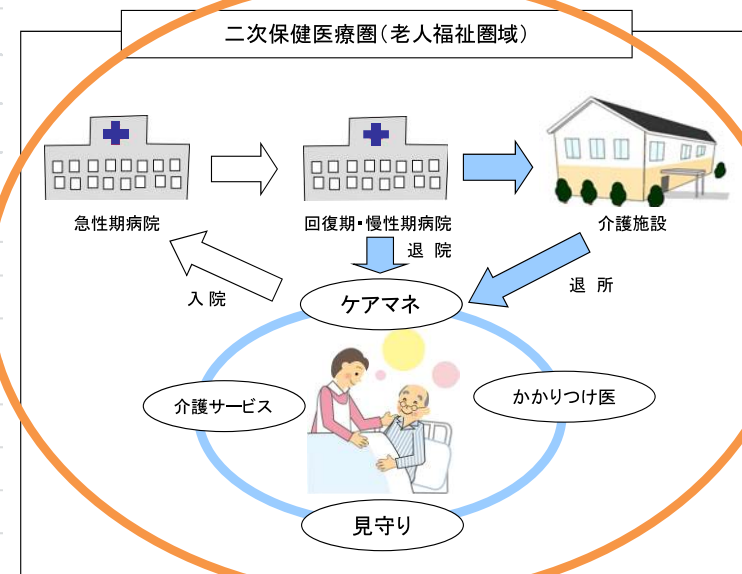 二次保健医療圏(老人福祉圏域)
急性期病院
回復期・慢性期病院
介護施設
退 院
入 院
退 所
ケアマネ
介護サービス
かかりつけ医
見守り